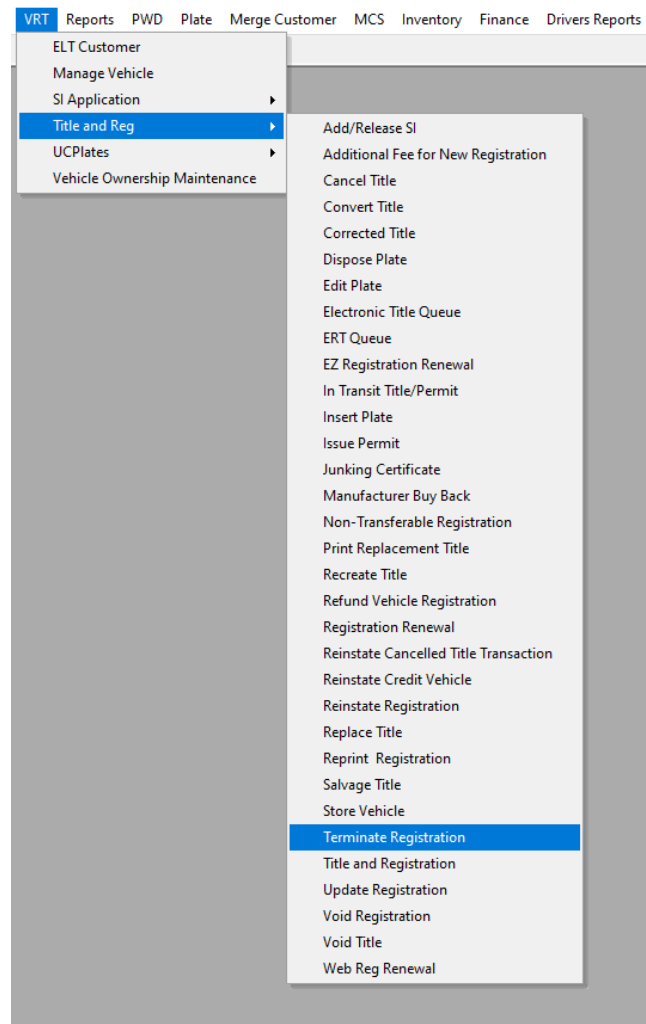 VRT Reports PWD Plate Merge Customer MCS Inventory Finance Drivers Reports
ELT Customer
Manage Vehicle
SI Application
Title and Reg
UCPlates
Vehicle Ownership Maintenance
Add/Release SI
Additional Fee for New Registration
Cancel Title
Convert Title
Corrected Title
Dispose Plate
Edit Plate
Electronic Title Queue
ERT Queue
EZ Registration Renewal
In Transit Title/Permit
Insert Plate
Issue Permit
Junking Certificate
Manufacturer Buy Back
Non-Transferable Registration
Print Replacement Title
Recreate Title
Refund Vehicle Registration
Registration Renewal
Reinstate Cancelled Title Transaction
Reinstate Credit Vehicle
Reinstate Registration
Replace Title
Reprint  Registration
Salvage Title
Store Vehicle
Terminate Registration
Title and Registration
Update Registration
Void Registration
Void Title
Web Reg Renewal